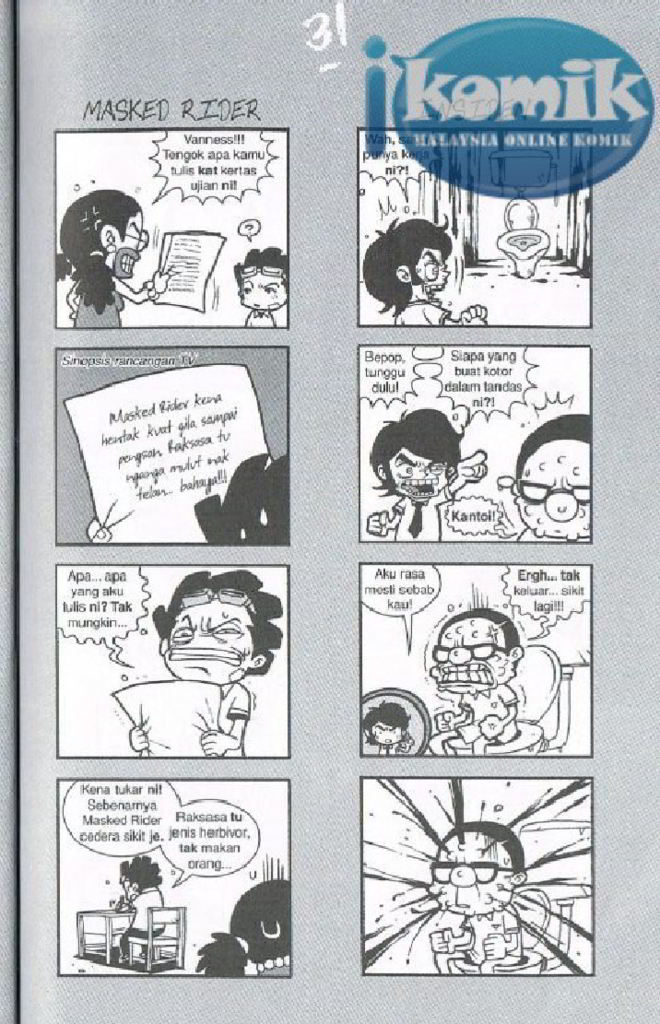 31
MASKED RIDER
Vanness!!!
Tengok apa kamu
tulis kat kertas
ujian ni!
Sinopsis rancangan TV
Masked Rider kena
hentak kuat gila sampai
pengsan Raksasa tu
nganga mulut nak
telan... bahaya!!!
Apa... apa
yang aku
tulis ni? Tak
mungkin...
Kena tukar ni!
Sebenarnya
Masked Rider
cedera sikit je.
Raksasa tu
jenis herbivor,
tak makan
orang...
ikomik
MALAYSIA ONLINE KOMIK
Wah,
punya kerja
ni?!
Bepop,
tunggu
dulu!
Siapa yang
buat kotor
dalam tandas
ni?!
Kantoi!
Aku rasa
mesti sebab
kau!
Ergh... tak
keluar... sikit
lagi!!!